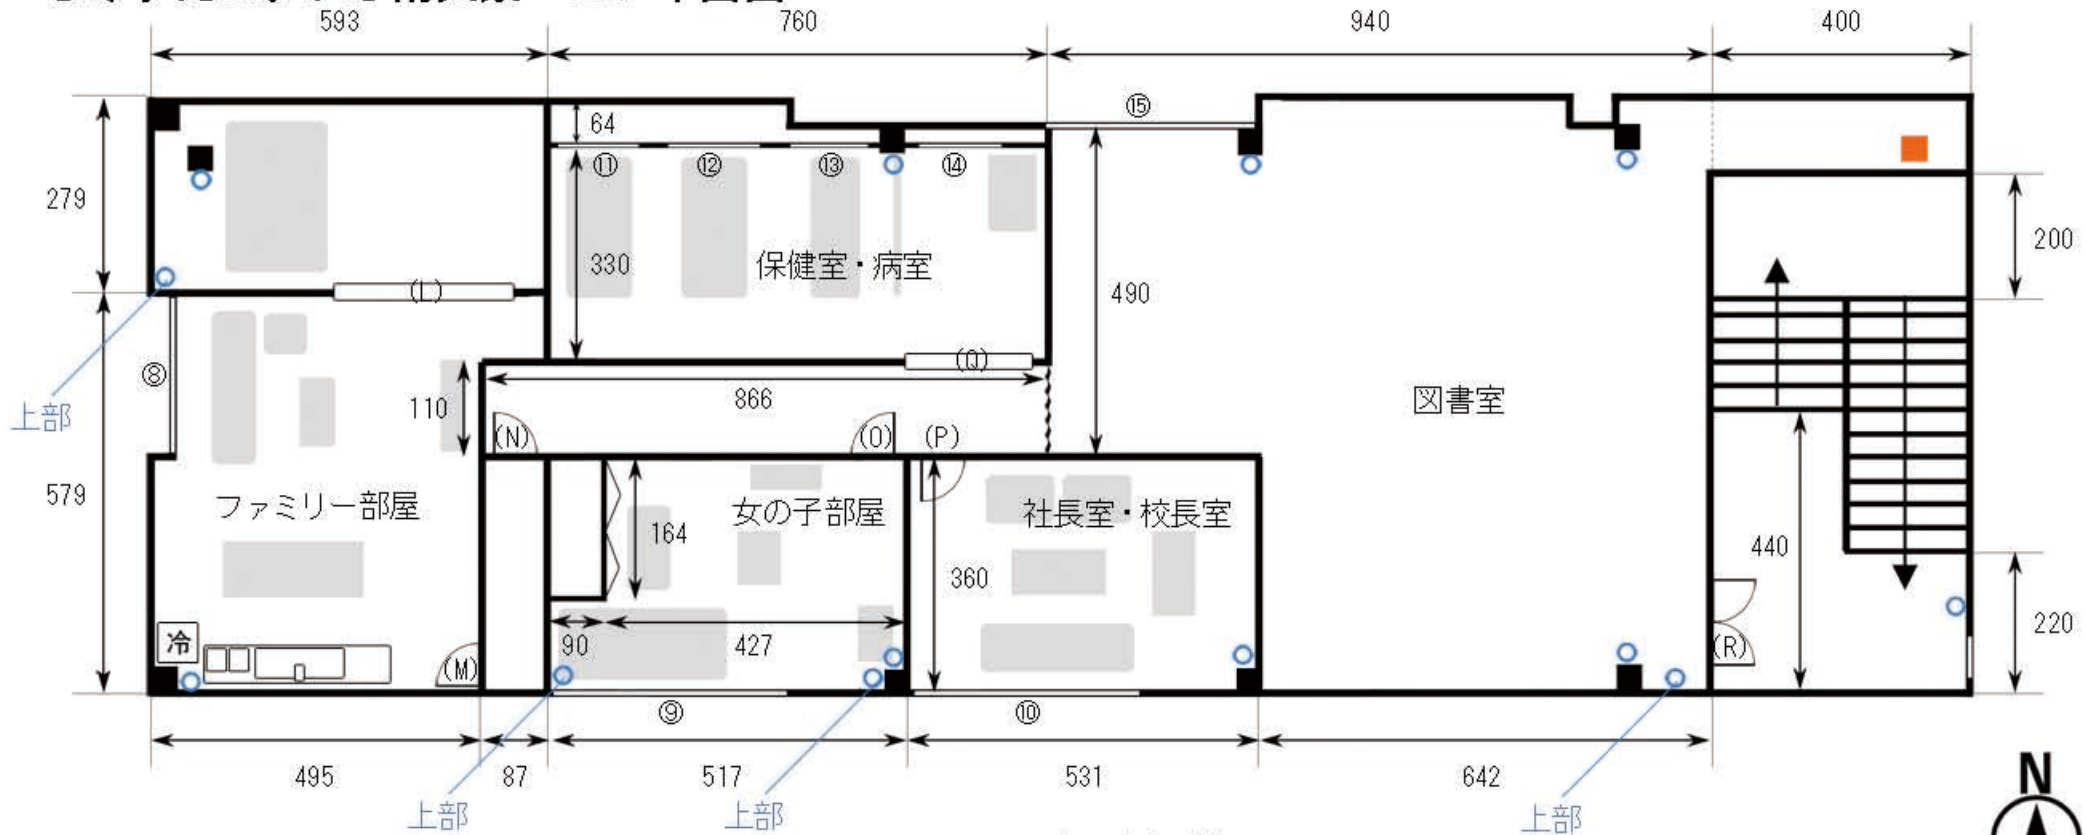 593 760 940 400
64 ⑮
⑪ ⑫ ⑬ ⑭
279
330 保健室・病室
200
(L)
490
⑧
上部
110
866
(Q)
図書室
(N) (O) (P)
579
ファミリー部屋
164
女の子部屋
社長室・校長室
360
440
冷
(M)
90 427
(R)
220
⑨ ⑩
495 87 517 531 642
上部 上部 上部
N